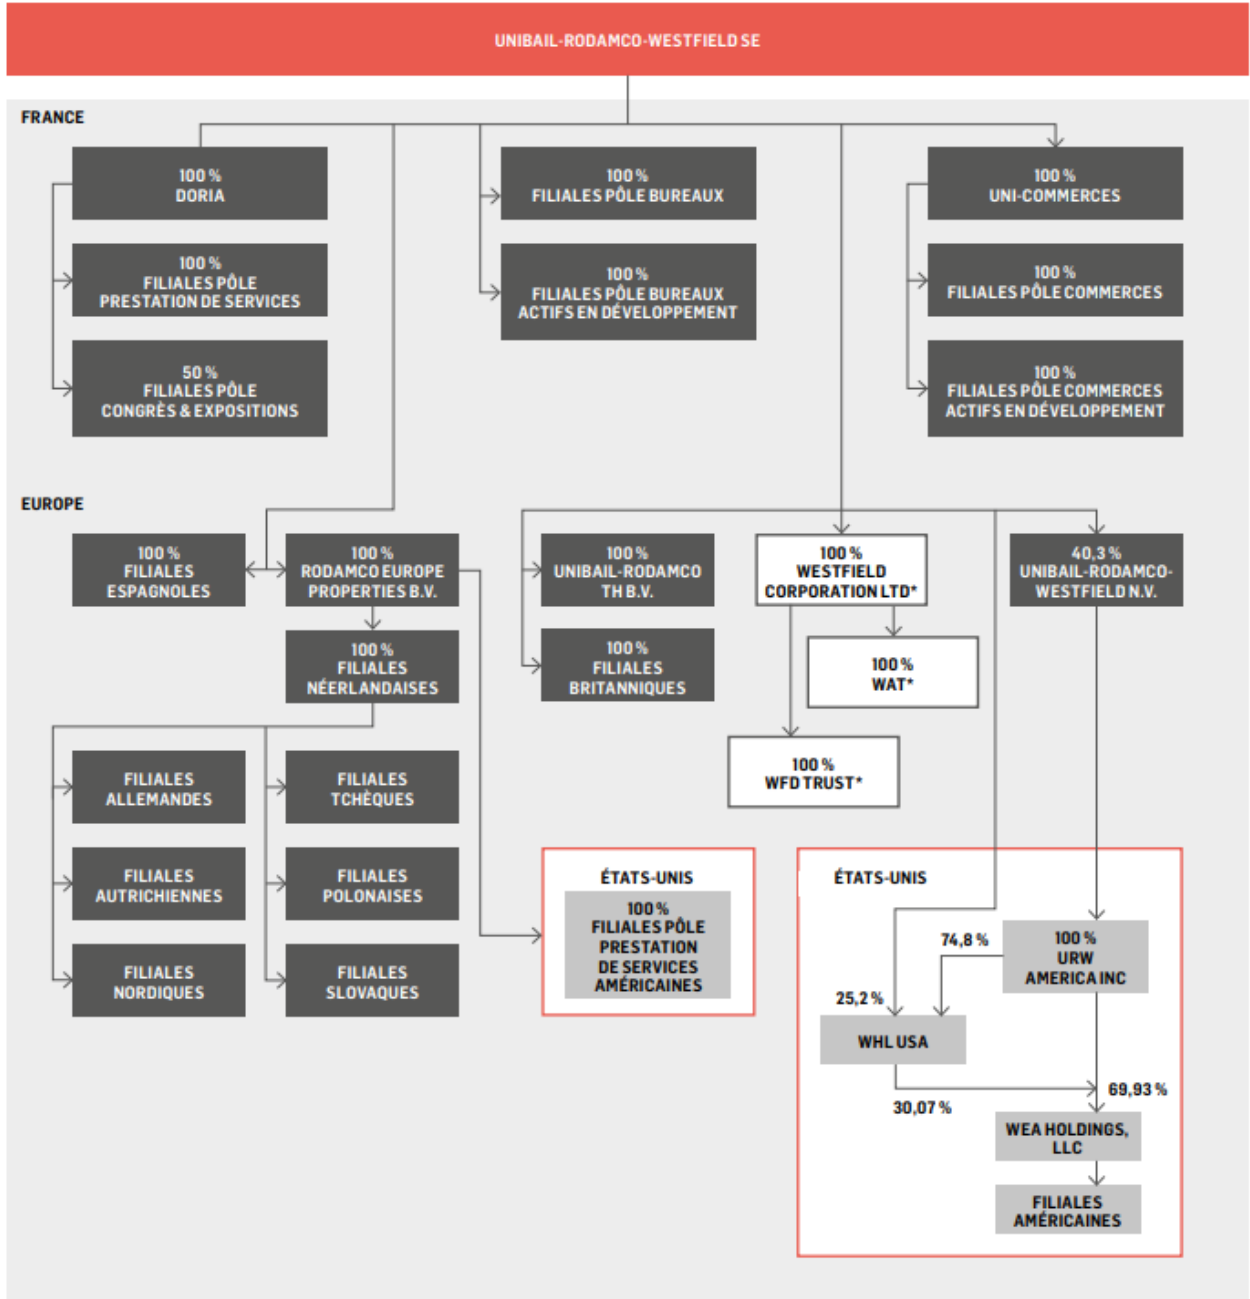 UNIBAIL-RODAMCO-WESTFIELD SE
FRANCE
100 %
DORIA
100 %
FILIALES PÔLE
PRESTATION DE SERVICES
50 %
FILIALES PÔLE
CONGRÈS & EXPOSITIONS
100 %
FILIALES PÔLE BUREAUX
100 %
FILIALES PÔLE BUREAUX
ACTIFS EN DÉVELOPPEMENT
100 %
UNI-COMMERCES
100 %
FILIALES PÔLE COMMERCES
100 %
FILIALES PÔLE COMMERCES
ACTIFS EN DÉVELOPPEMENT
EUROPE
100 %
FILIALES
ESPAGNOLES
100 %
RODAMCO EUROPE
PROPERTIES B.V.
100 %
FILIALES
NÉERLANDAISES
FILIALES
ALLEMANDES
FILIALES
TCHÈQUES
FILIALES
AUTRICHIENNES
FILIALES
POLONAISES
FILIALES
NORDIQUES
FILIALES
SLOVAQUES
100 %
UNIBAIL-RODAMCO
TH B.V.
100 %
FILIALES
BRITANNIQUES
100 %
WESTFIELD
CORPORATION LTD*
100 %
WAT*
100 %
WFD TRUST*
40,3 %
UNIBAIL-RODAMCO-
WESTFIELD N.V.
ÉTATS-UNIS
100 %
FILIALES PÔLE
PRESTATION
DE SERVICES
AMÉRICAINES
ÉTATS-UNIS
74,8 %
100 %
URW
AMERICA INC
25,2 %
WHL USA
30,07 %
69,93 %
WEA HOLDINGS,
LLC
FILIALES
AMÉRICAINES